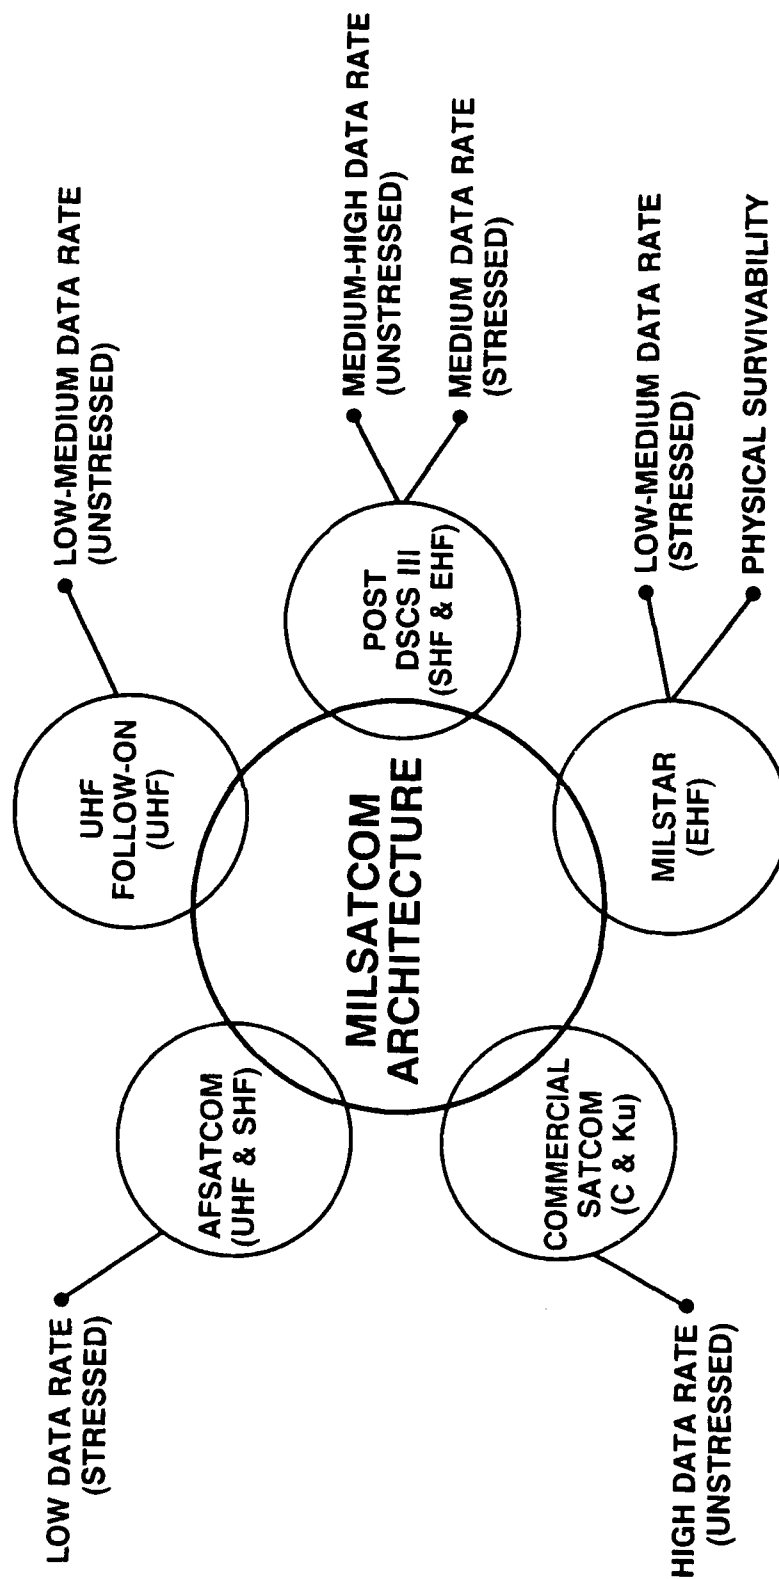 LOW DATA RATE
(STRESSED)
AFSATCOM
(UHF & SHF)
UHF
FOLLOW-ON
(UHF)
LOW-MEDIUM DATA RATE
(UNSTRESSED)
MILSATCOM
ARCHITECTURE
POST
DSCS III
(SHF & EHF)
MEDIUM-HIGH DATA RATE
(UNSTRESSED)
MEDIUM DATA RATE
(STRESSED)
COMMERCIAL
SATCOM
(C & Ku)
HIGH DATA RATE
(UNSTRESSED)
MILSTAR
(EHF)
LOW-MEDIUM DATA RATE
(STRESSED)
PHYSICAL SURVIVABILITY